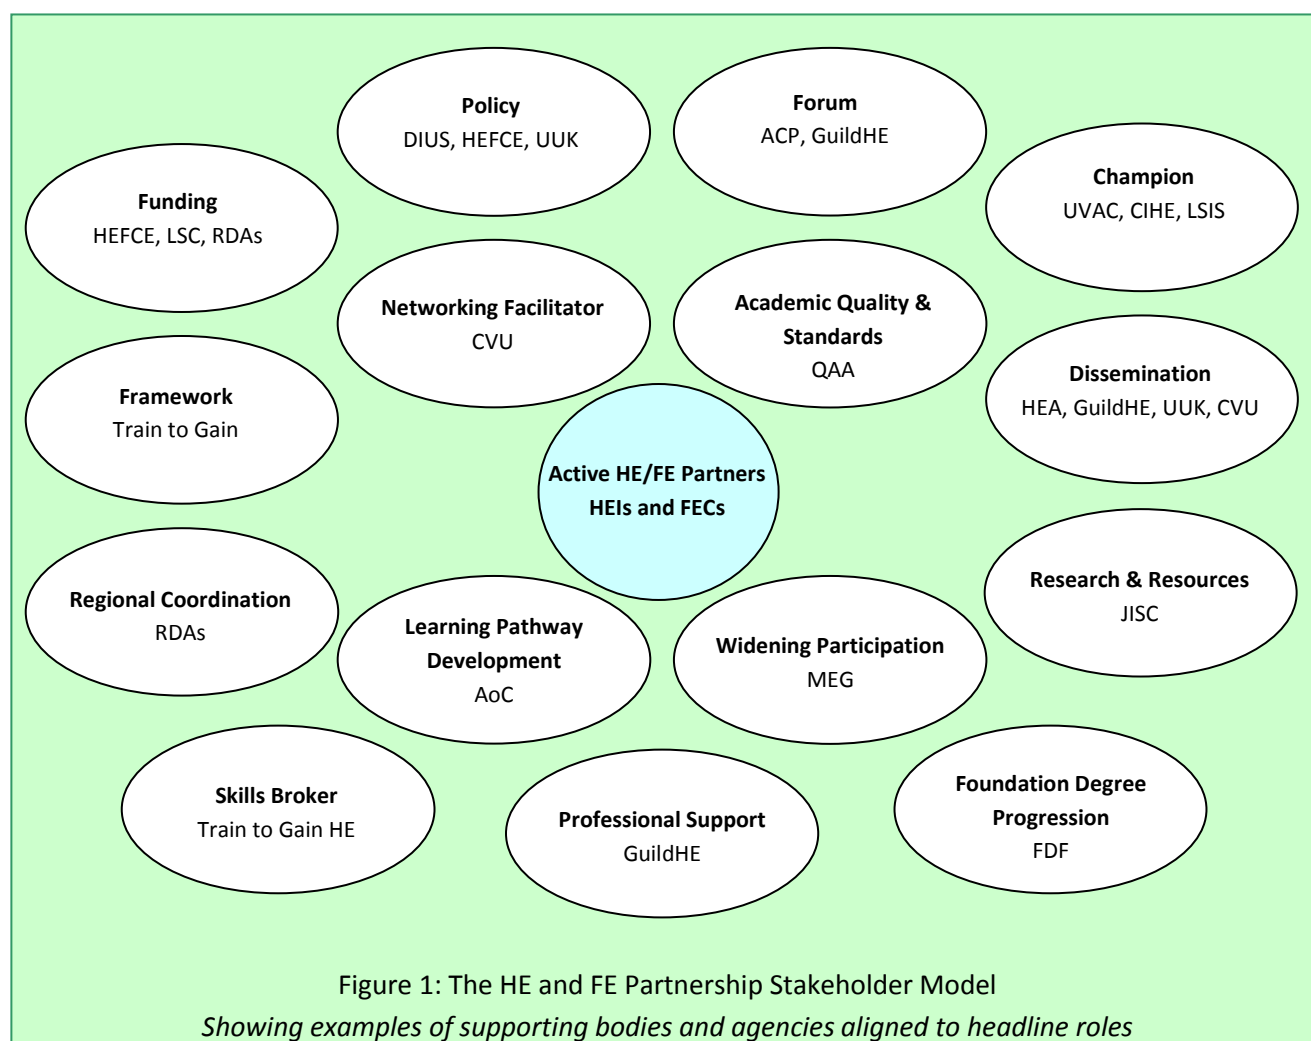 Policy
DIUS, HEFCE, UUK
Forum
ACP, GuildHE
Funding
HEFCE, LSC, RDAs
Champion
UVAC, CIHE, LSIS
Networking Facilitator
CVU
Academic Quality &
Standards
QAA
Framework
Train to Gain
Dissemination
HEA, GuildHE, UUK, CVU
Active HE/FE Partners
HEIs and FECs
Regional Coordination
RDAs
Learning Pathway
Development
AoC
Widening Participation
MEG
Research & Resources
JISC
Skills Broker
Train to Gain HE
Professional Support
GuildHE
Foundation Degree
Progression
FDF
Figure 1: The HE and FE Partnership Stakeholder Model
Showing examples of supporting bodies and agencies aligned to headline roles